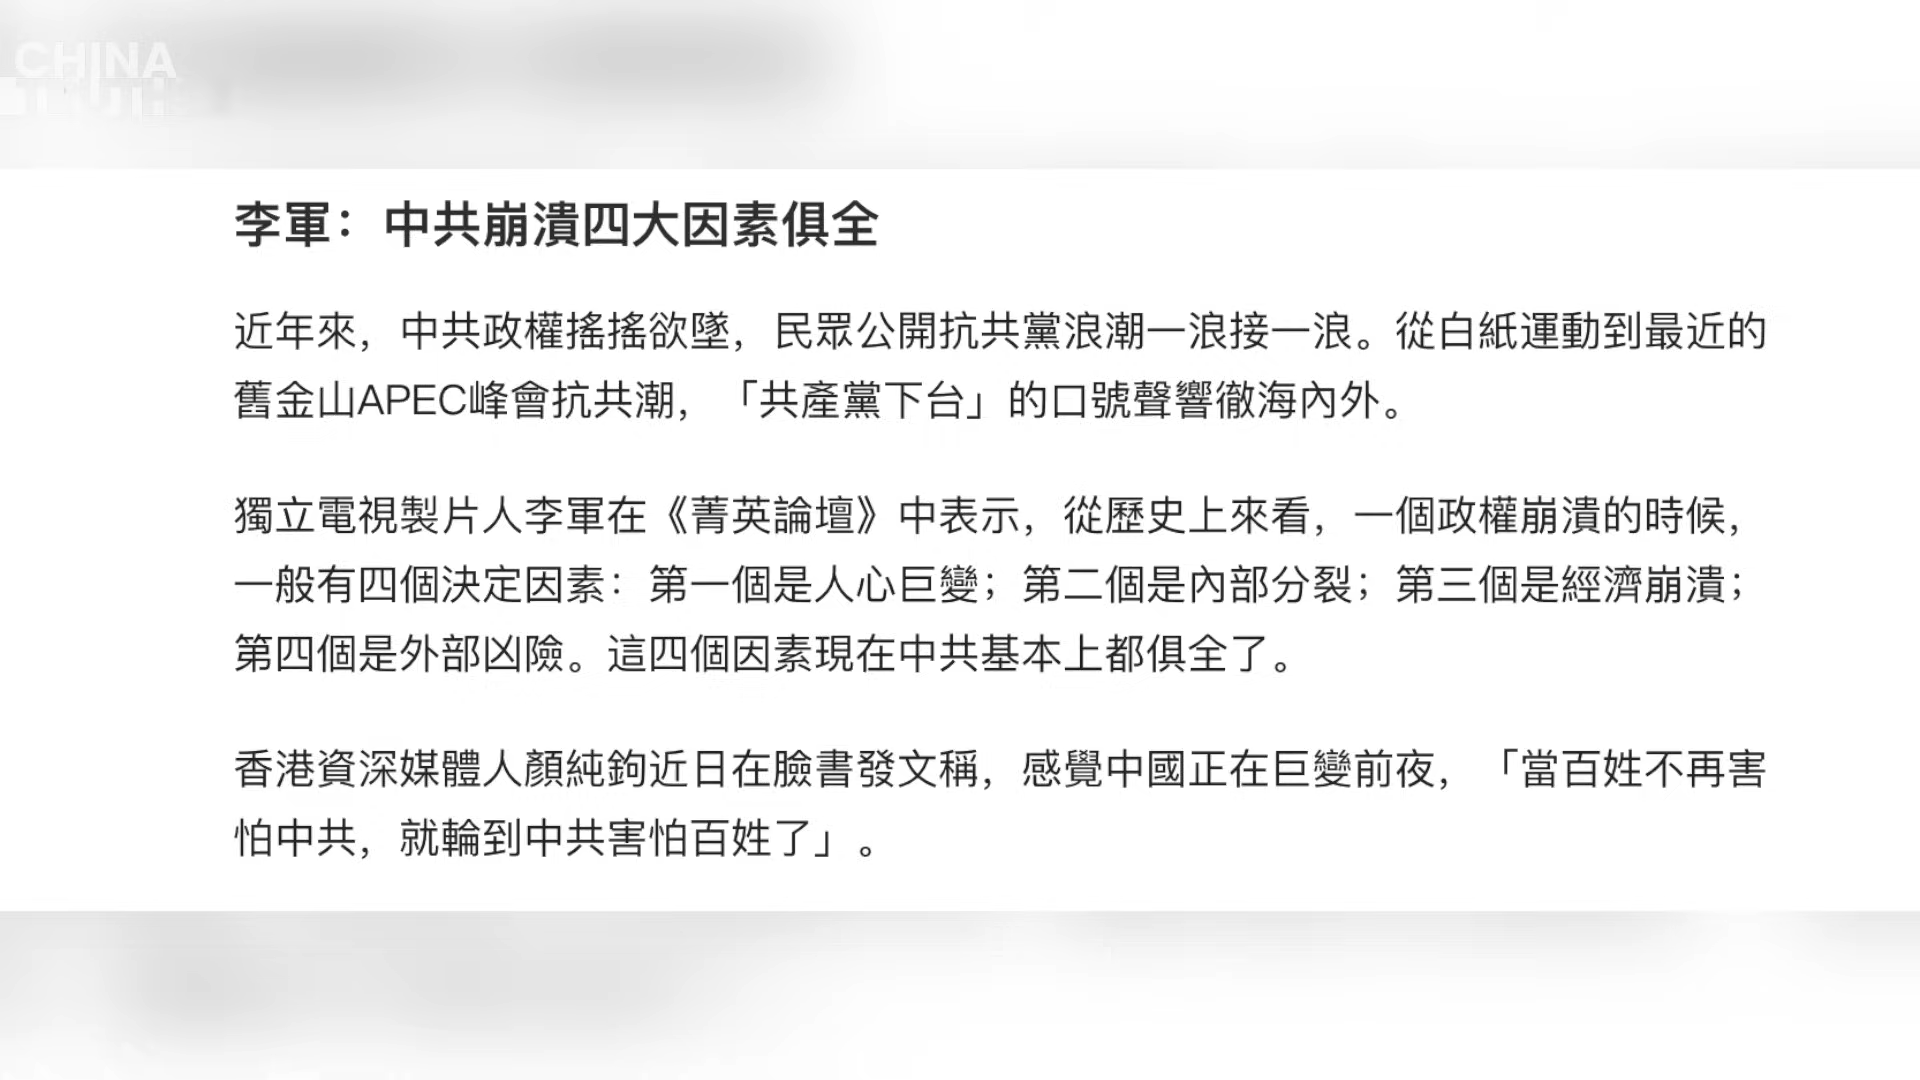 CHINA
李軍：中共崩潰四大因素俱全
近年來，中共政權搖搖欲墜，民眾公開抗共黨浪潮一浪接一浪。從白紙運動到最近的
舊金山APEC峰會抗共潮，「共產黨下台」的口號聲響徹海內外。
獨立電視製片人李軍在《菁英論壇》中表示，從歷史上來看，一個政權崩潰的時候，
一般有四個決定因素：第一個是人心巨變；第二個是內部分裂；第三個是經濟崩潰；
第四個是外部凶險。這四個因素現在中共基本上都俱全了。
香港資深媒體人顏純鉤近日在臉書發文稱，感覺中國正在巨變前夜，「當百姓不再害
怕中共，就輪到中共害怕百姓了」。